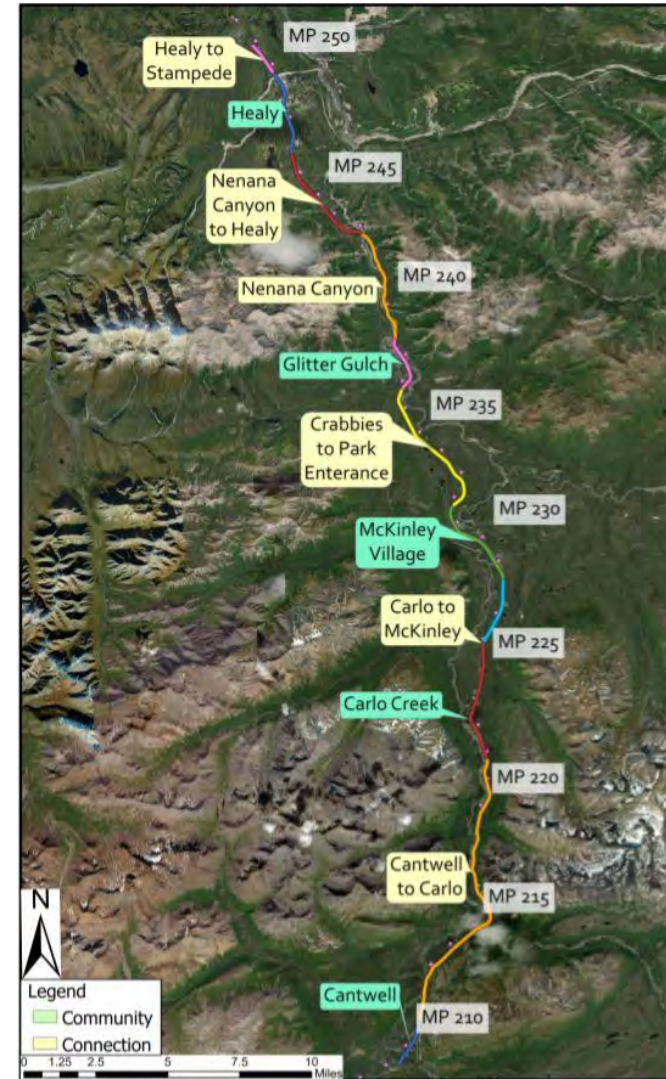 MP 250
Healy to
Stampede
Healy
MP 245
Nenana
Canyon
to Healy
MP 240
Nenana Canyon
Glitter Gulch
MP 235
Crabbies
to Park
Enterance
MP 230
McKinley
Village
Carlo to
McKinley
MP 225
Carlo Creek
MP 220
Cantwell
to Carlo
MP 215
N
Legend
Community
Connection
Cantwell
MP 210
0 1.25 2.5 5 7.5 10
Miles